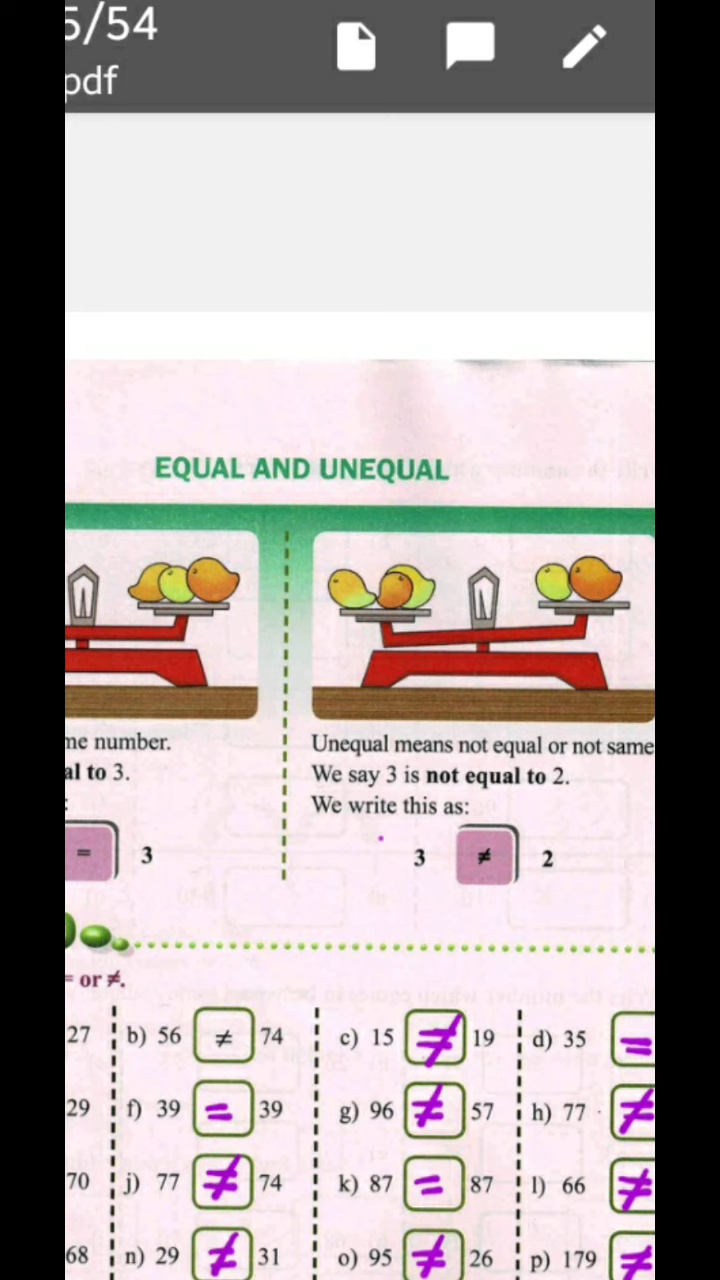 5/54
pdf
EQUAL AND UNEQUAL
me number.
al to 3.
:
= 3
Unequal means not equal or not same
We say 3 is not equal to 2.
We write this as:
3 ≠ 2
= or ≠.
27 b) 56 ≠ 74 c) 15 ≠ 19 d) 35 =
29 f) 39 = 39 g) 96 ≠ 57 h) 77 ≠
70 j) 77 ≠ 74 k) 87 = 87 l) 66 ≠
68 n) 29 ≠ 31 o) 95 ≠ 26 p) 179 ≠